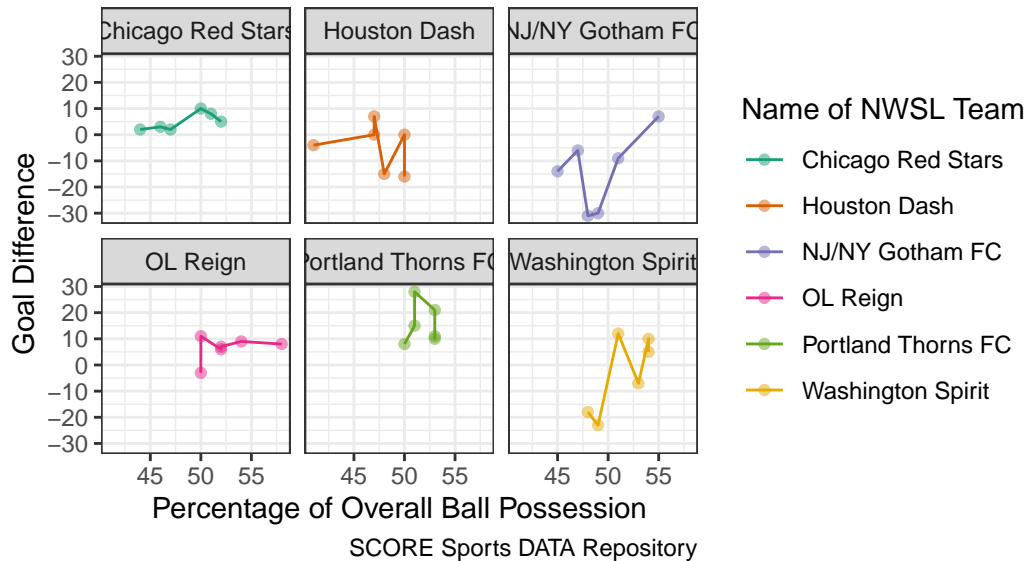 Chicago Red Stars Houston Dash NJ/NY Gotham FC
30
20
10
0
−10
−20
−30
OL Reign Portland Thorns FC Washington Spirit
30
20
10
0
−10
−20
−30
45 50 55 45 50 55 45 50 55
Goal Difference
Percentage of Overall Ball Possession
SCORE Sports DATA Repository
Name of NWSL Team
Chicago Red Stars
Houston Dash
NJ/NY Gotham FC
OL Reign
Portland Thorns FC
Washington Spirit